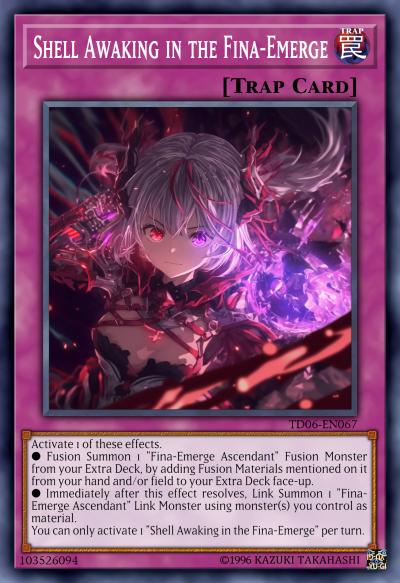 Shell Awaking in the Fina-Emerge
TRAP
罠
[Trap Card]
TD06-EN067
Activate 1 of these effects.
● Fusion Summon 1 "Fina-Emerge Ascendant" Fusion Monster
from your Extra Deck, by adding Fusion Materials mentioned on it
from your hand and/or field to your Extra Deck face-up.
● Immediately after this effect resolves, Link Summon 1 "Fina-
Emerge Ascendant" Link Monster using monster(s) you control as
material.
You can only activate 1 "Shell Awaking in the Fina-Emerge" per turn.
103526094
©1996 KAZUKI TAKAHASHI